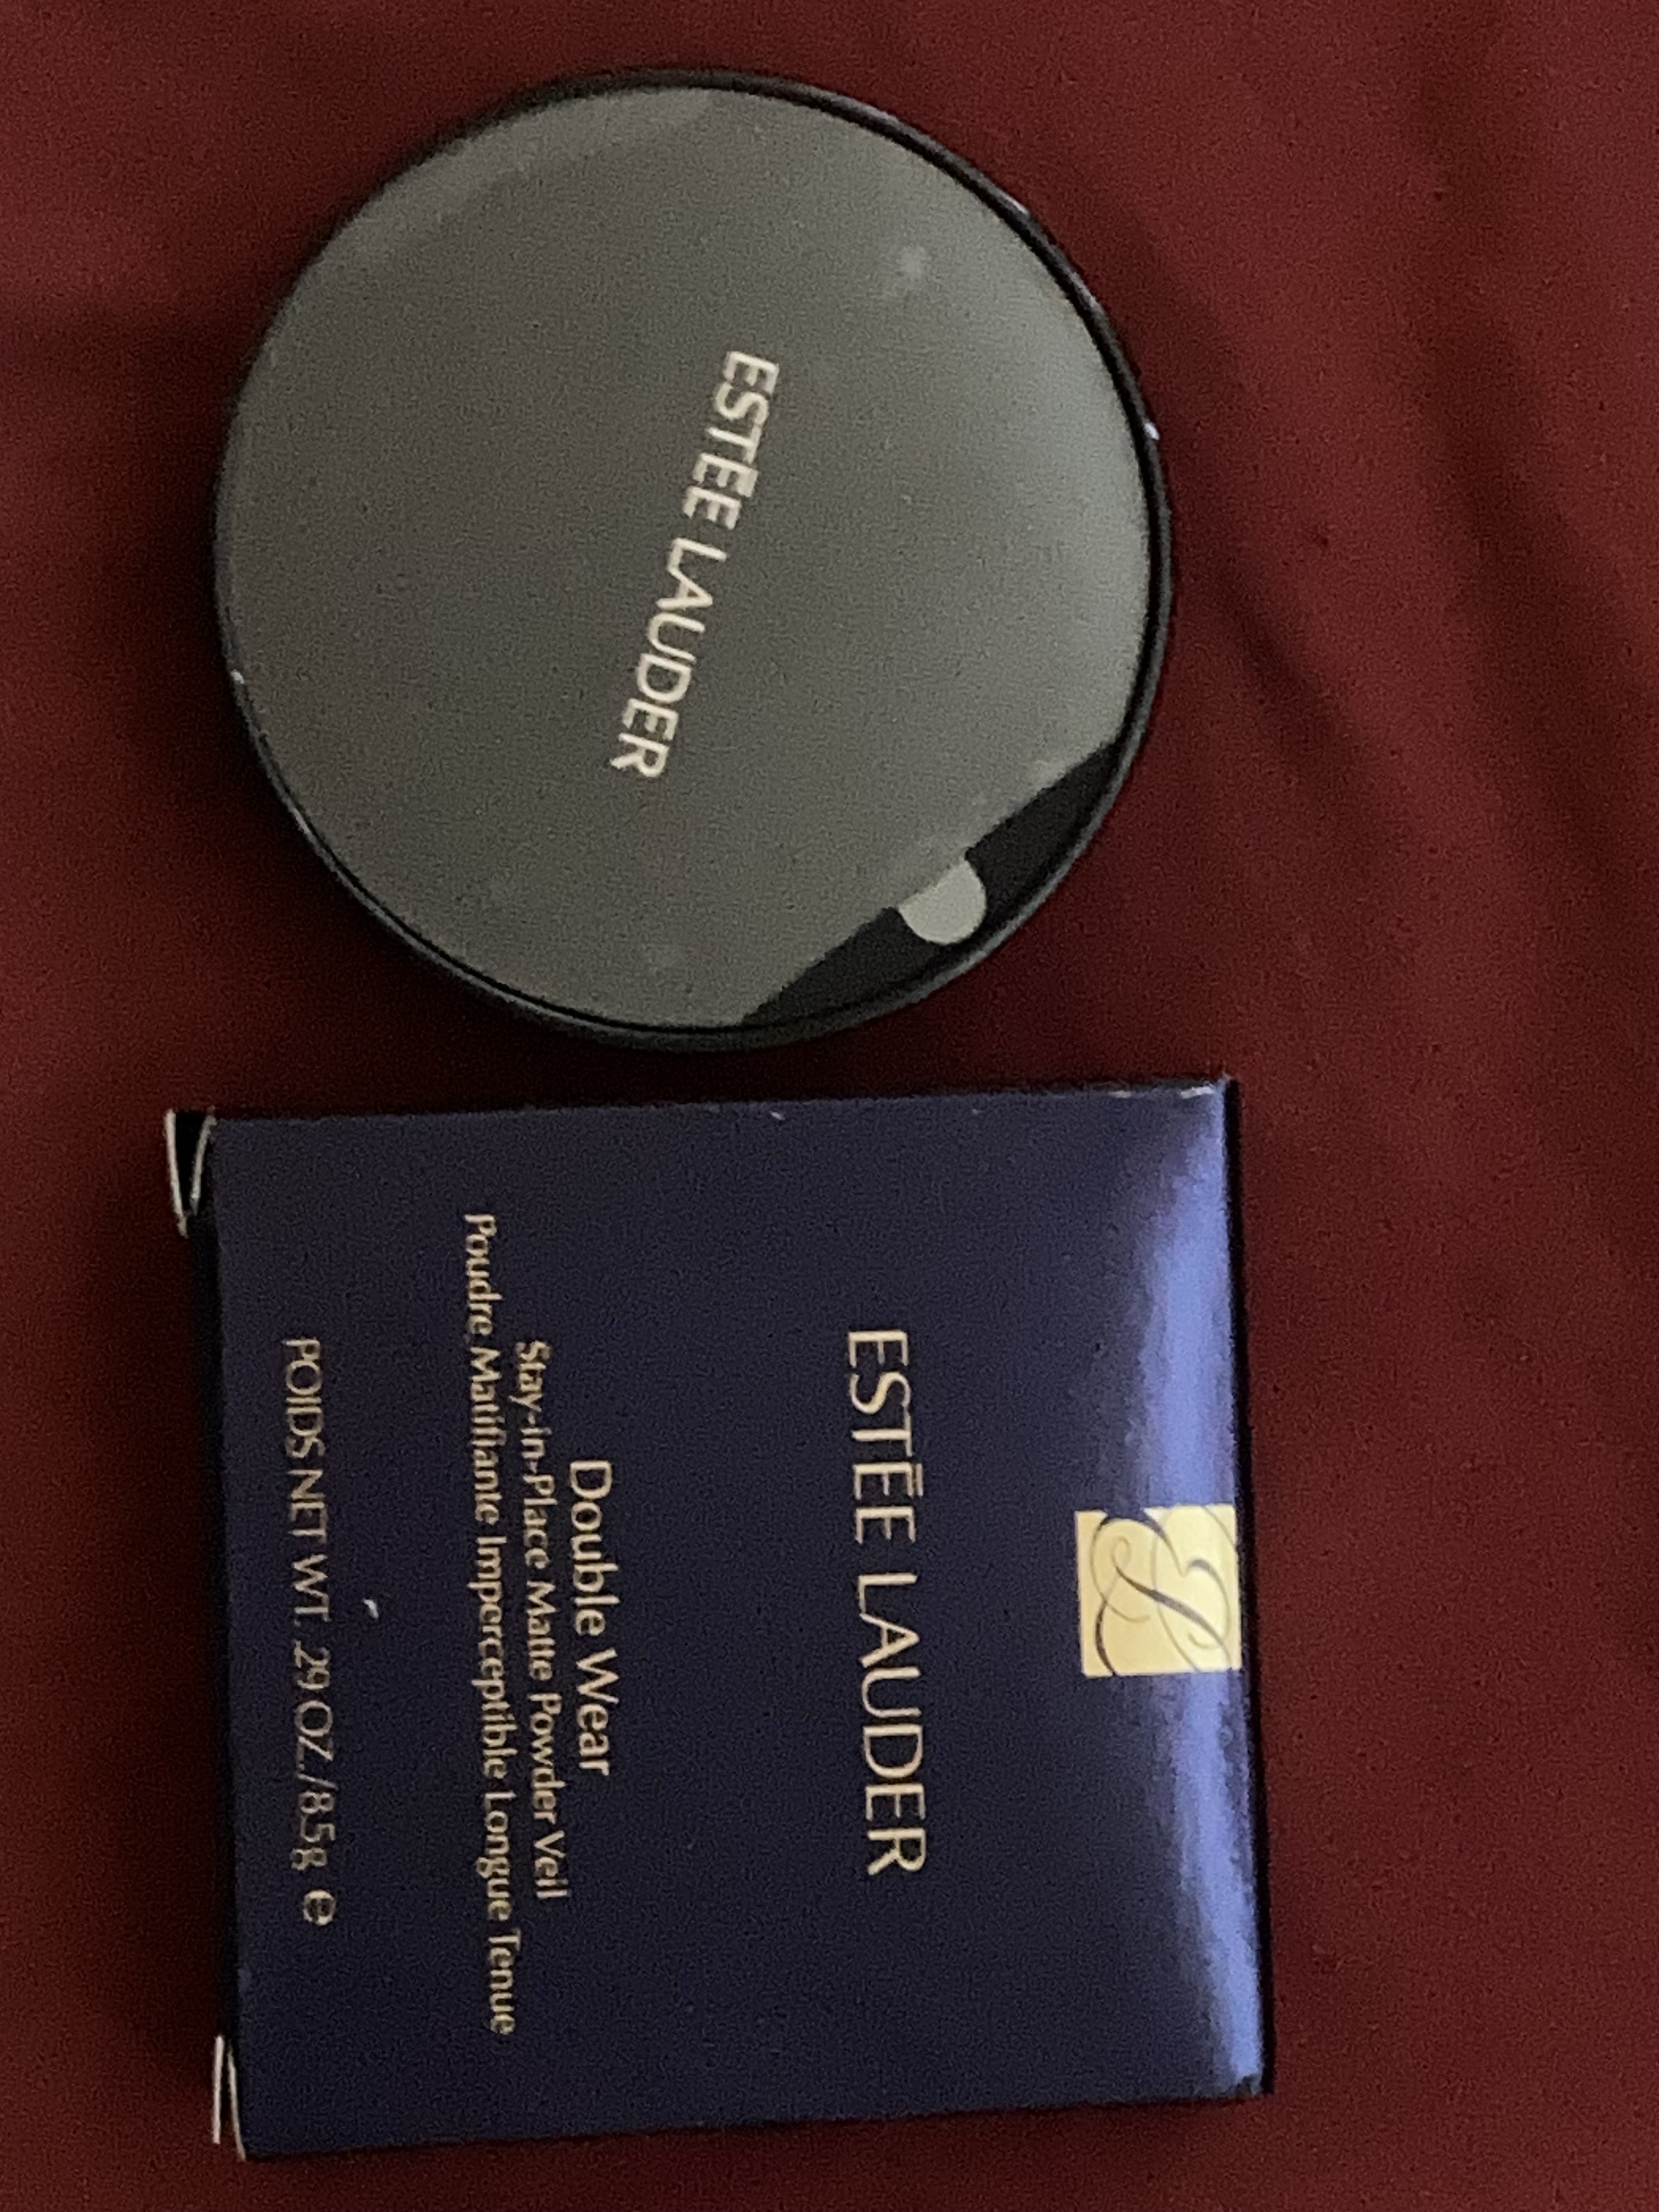 ESTĒE LAUDER
ESTĒE LAUDER
Double Wear
Stay-in-Place Matte Powder Veil
Poudre Matifiante Imperceptible Longue Tenue
POIDS NET WT. .29 OZ./8.5g ℮